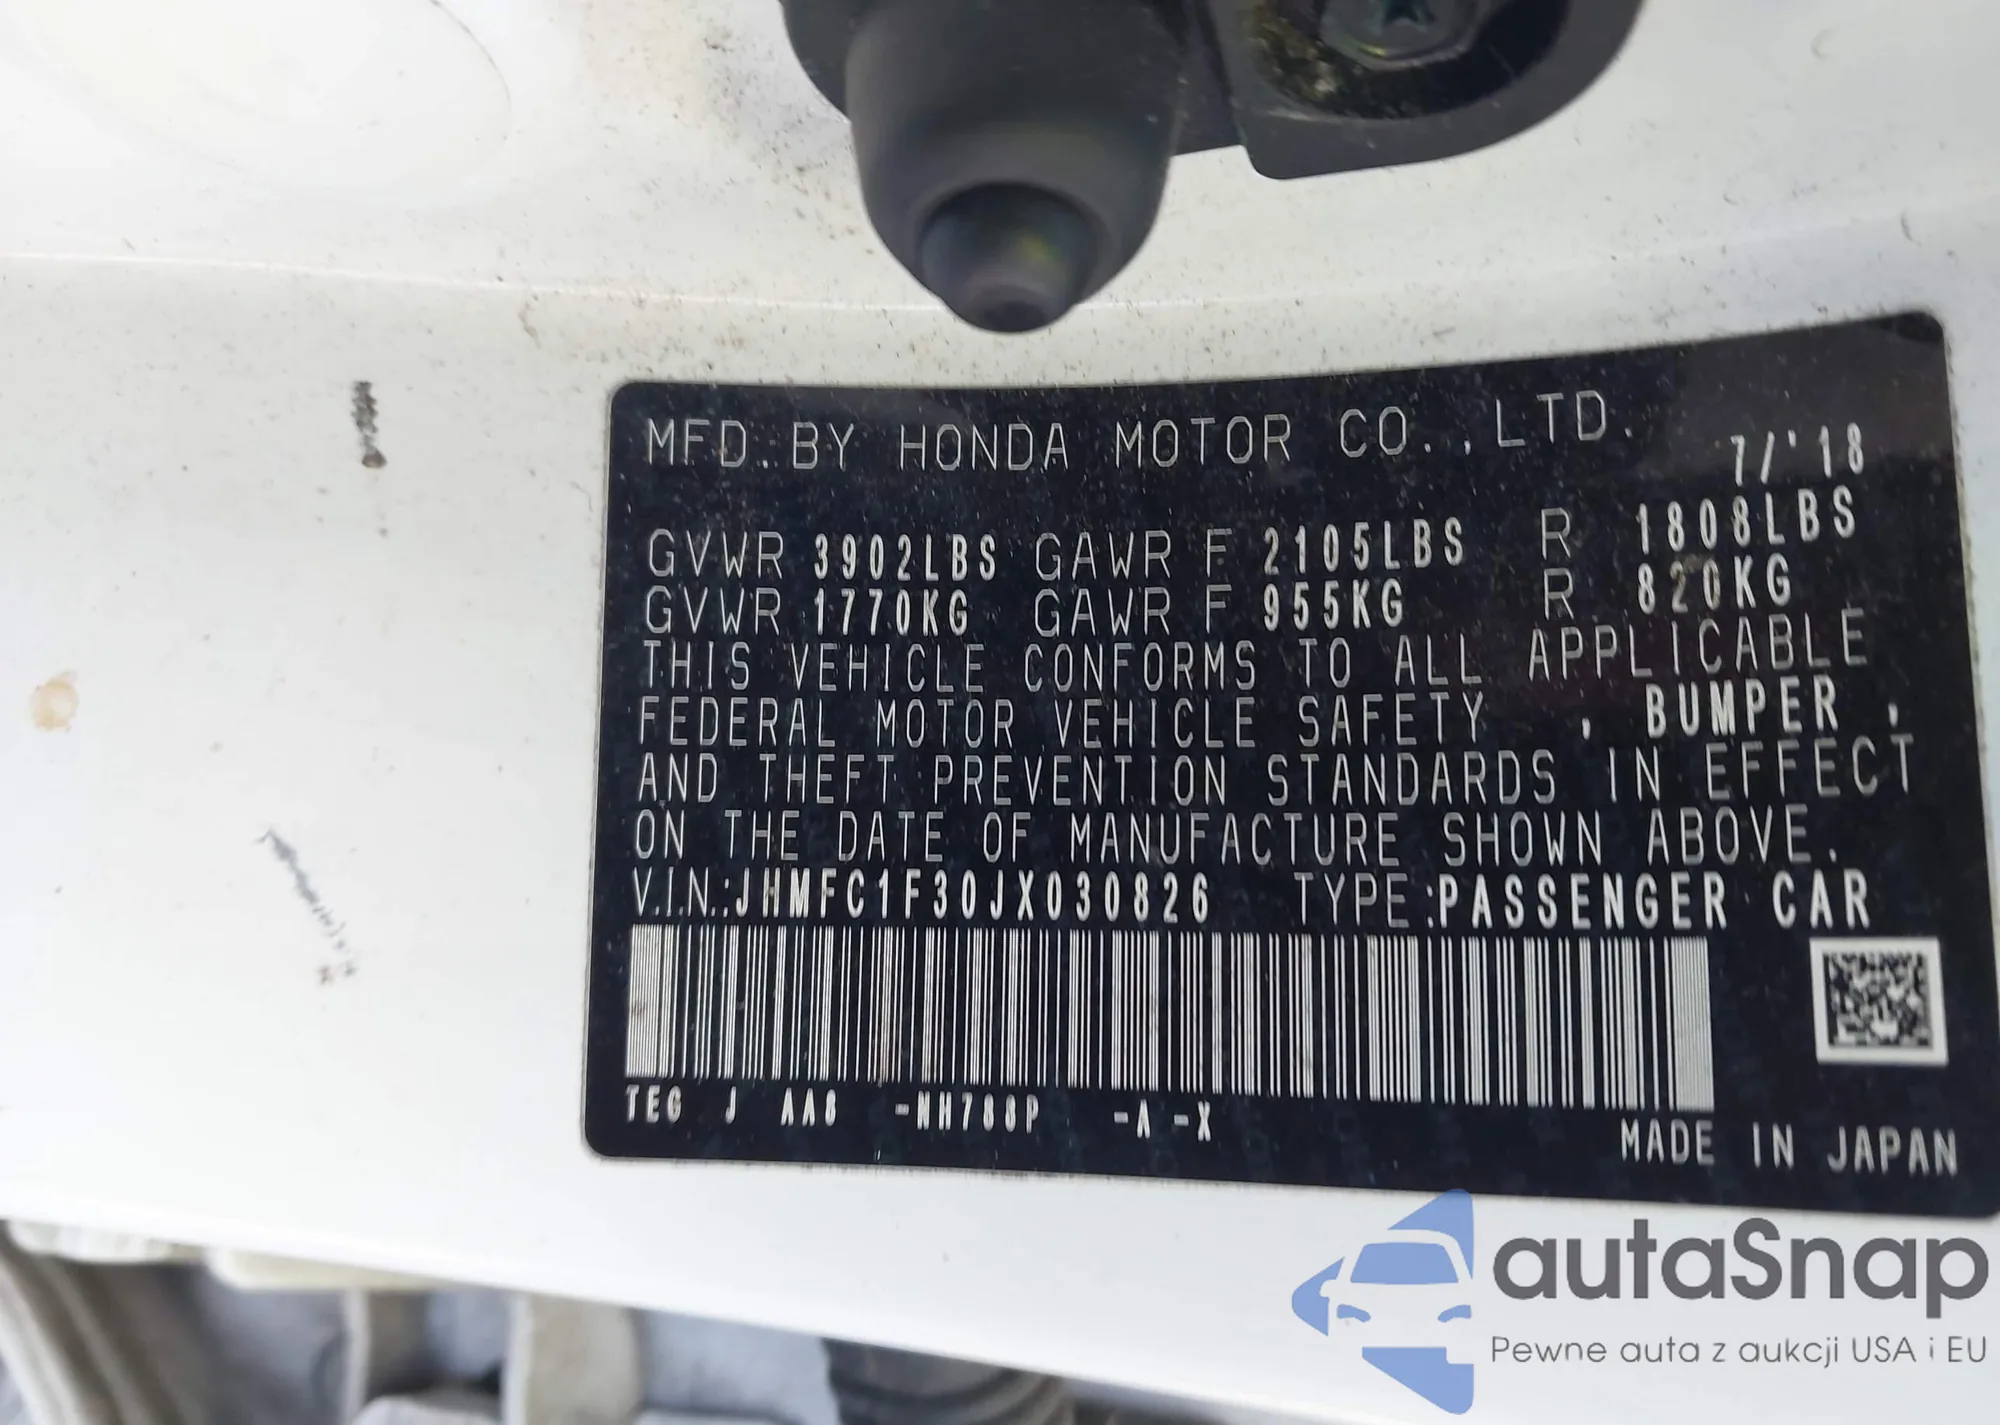 MFD. BY HONDA MOTOR CO., LTD. 7/'18
GVWR 3902LBS GAWR F 2105LBS R 1808LBS
GVWR 1770KG GAWR F 955KG R 820KG
THIS VEHICLE CONFORMS TO ALL APPLICABLE
FEDERAL MOTOR VEHICLE SAFETY , BUMPER ,
AND THEFT PREVENTION STANDARDS IN EFFECT
ON THE DATE OF MANUFACTURE SHOWN ABOVE.
V.I.N.:JHMFC1F30JX030826 TYPE:PASSENGER CAR
TEG J AA8 -NH788P -A -X
MADE IN JAPAN
autaSnap
Pewne auta z aukcji USA i EU